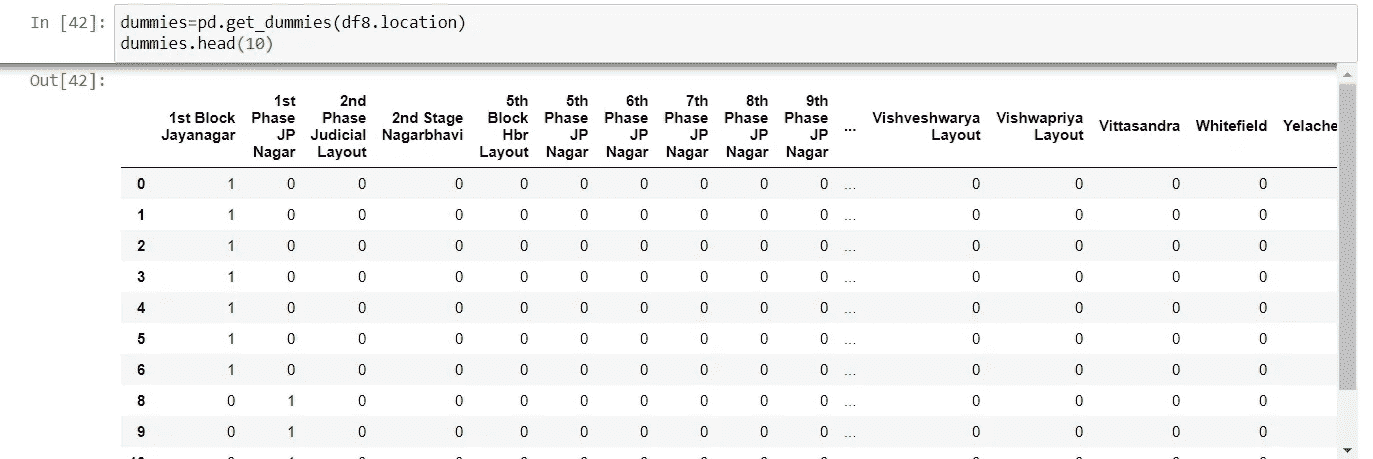 In [42]: dummies=pd.get_dummies(df8.location)
dummies.head(10)
Out[42]:
1st Block Jayanagar 1st Phase JP Nagar 2nd Phase Judicial Layout 2nd Stage Nagarbhavi 5th Block Hbr Layout 5th Phase JP Nagar 6th Phase JP Nagar 7th Phase JP Nagar 8th Phase JP Nagar 9th Phase JP Nagar ... Vishveshwarya Layout Vishwapriya Layout Vittasandra Whitefield Yelache
0 1 0 0 0 0 0 0 0 0 0 ... 0 0 0 0
1 1 0 0 0 0 0 0 0 0 0 ... 0 0 0 0
2 1 0 0 0 0 0 0 0 0 0 ... 0 0 0 0
3 1 0 0 0 0 0 0 0 0 0 ... 0 0 0 0
4 1 0 0 0 0 0 0 0 0 0 ... 0 0 0 0
5 1 0 0 0 0 0 0 0 0 0 ... 0 0 0 0
6 1 0 0 0 0 0 0 0 0 0 ... 0 0 0 0
8 0 1 0 0 0 0 0 0 0 0 ... 0 0 0 0
9 0 1 0 0 0 0 0 0 0 0 ... 0 0 0 0